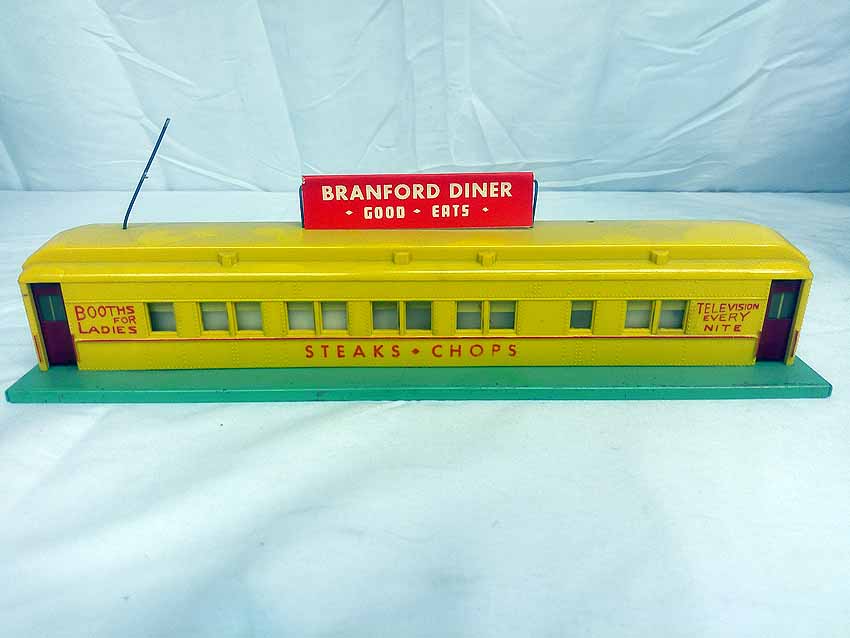 BRANFORD DINER
• GOOD • EATS •
BOOTHS
FOR
LADIES
TELEVISION
EVERY
NITE
STEAKS • CHOPS